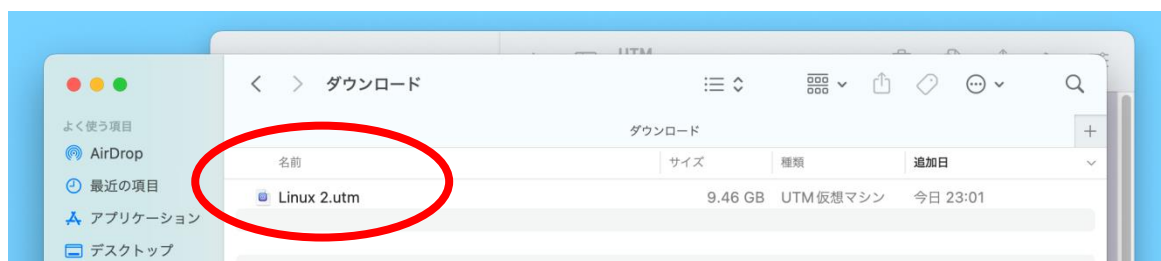 UTM
ダウンロード
よく使う項目
ダウンロード
AirDrop
名前 サイズ 種類 追加日
最近の項目
Linux 2.utm 9.46 GB UTM仮想マシン 今日 23:01
アプリケーション
デスクトップ